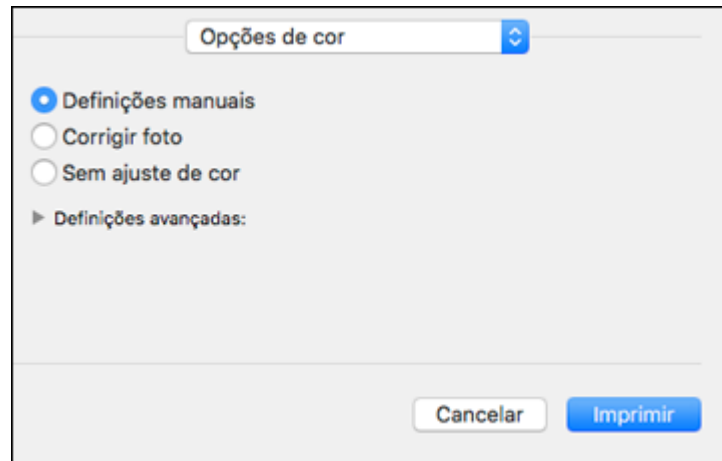 Opções de cor
Definições manuais
Corrigir foto
Sem ajuste de cor
Definições avançadas:
Cancelar Imprimir